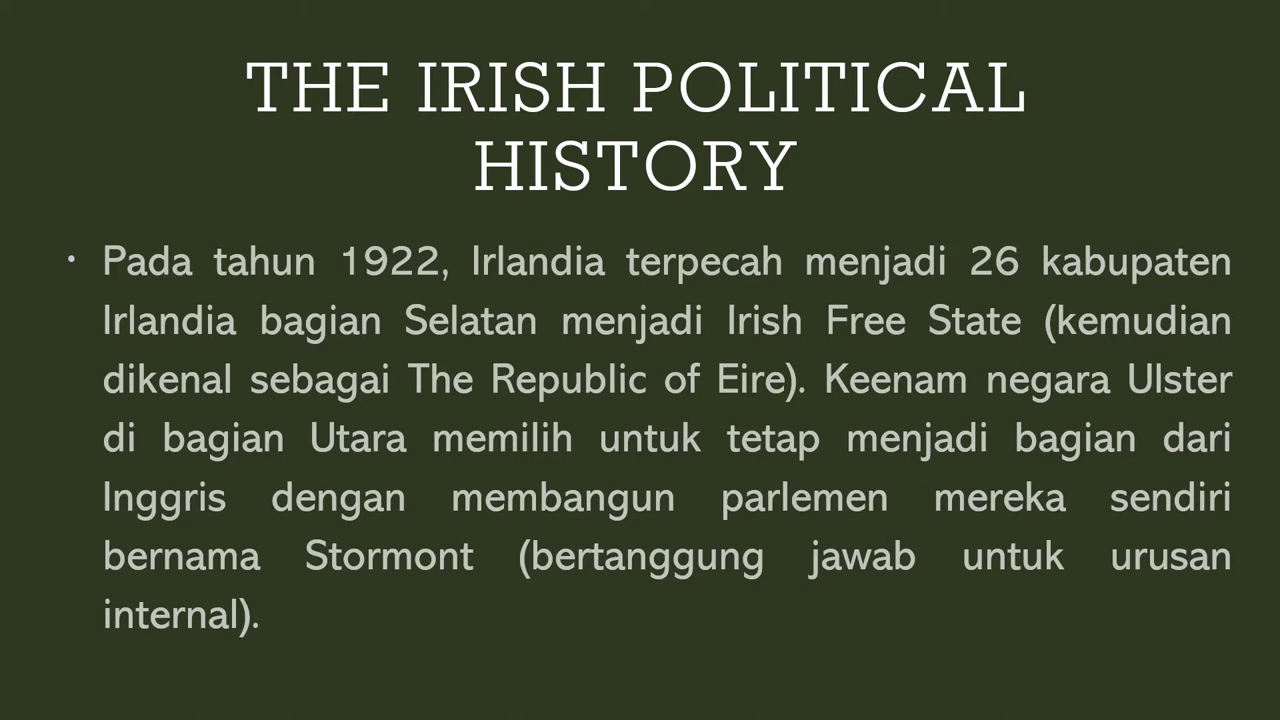 THE IRISH POLITICAL
HISTORY
• Pada tahun 1922, Irlandia terpecah menjadi 26 kabupaten
Irlandia bagian Selatan menjadi Irish Free State (kemudian
dikenal sebagai The Republic of Eire). Keenam negara Ulster
di bagian Utara memilih untuk tetap menjadi bagian dari
Inggris dengan membangun parlemen mereka sendiri
bernama Stormont (bertanggung jawab untuk urusan
internal).